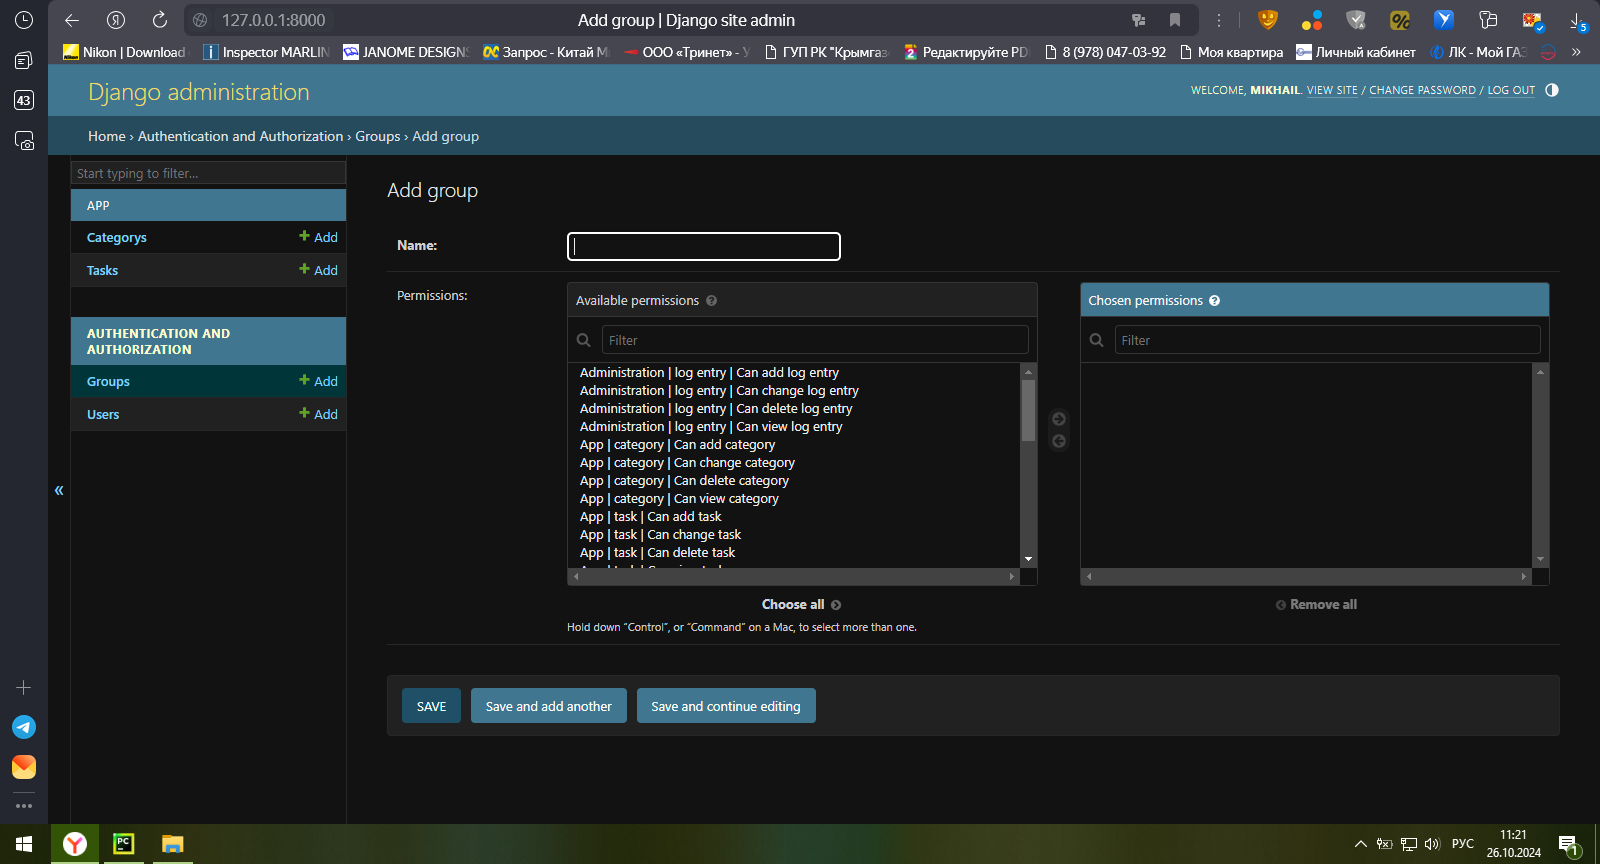 127.0.0.1:8000
Add group | Django site admin
5
Nikon | Download
Inspector MARLIN
JANOME DESIGNS
Запрос - Китай М
ООО «Тринет» - У
ГУП РК "Крымгаз
Редактируйте PD
8 (978) 047-03-92
Моя квартира
Личный кабинет
ЛК - Мой ГАЗ
»
43
Django administration
WELCOME, MIKHAIL. VIEW SITE / CHANGE PASSWORD / LOG OUT
Home › Authentication and Authorization › Groups › Add group
Start typing to filter...
APP
Categorys + Add
Tasks + Add
AUTHENTICATION AND
AUTHORIZATION
Groups + Add
Users + Add
«
Add group
Name:
Permissions:
Available permissions ?
Filter
Administration | log entry | Can add log entry
Administration | log entry | Can change log entry
Administration | log entry | Can delete log entry
Administration | log entry | Can view log entry
App | category | Can add category
App | category | Can change category
App | category | Can delete category
App | category | Can view category
App | task | Can add task
App | task | Can change task
App | task | Can delete task
Choose all
Hold down “Control”, or “Command” on a Mac, to select more than one.
Chosen permissions ?
Filter
Remove all
SAVE
Save and add another
Save and continue editing
PC
РУС
11:21
26.10.2024
1